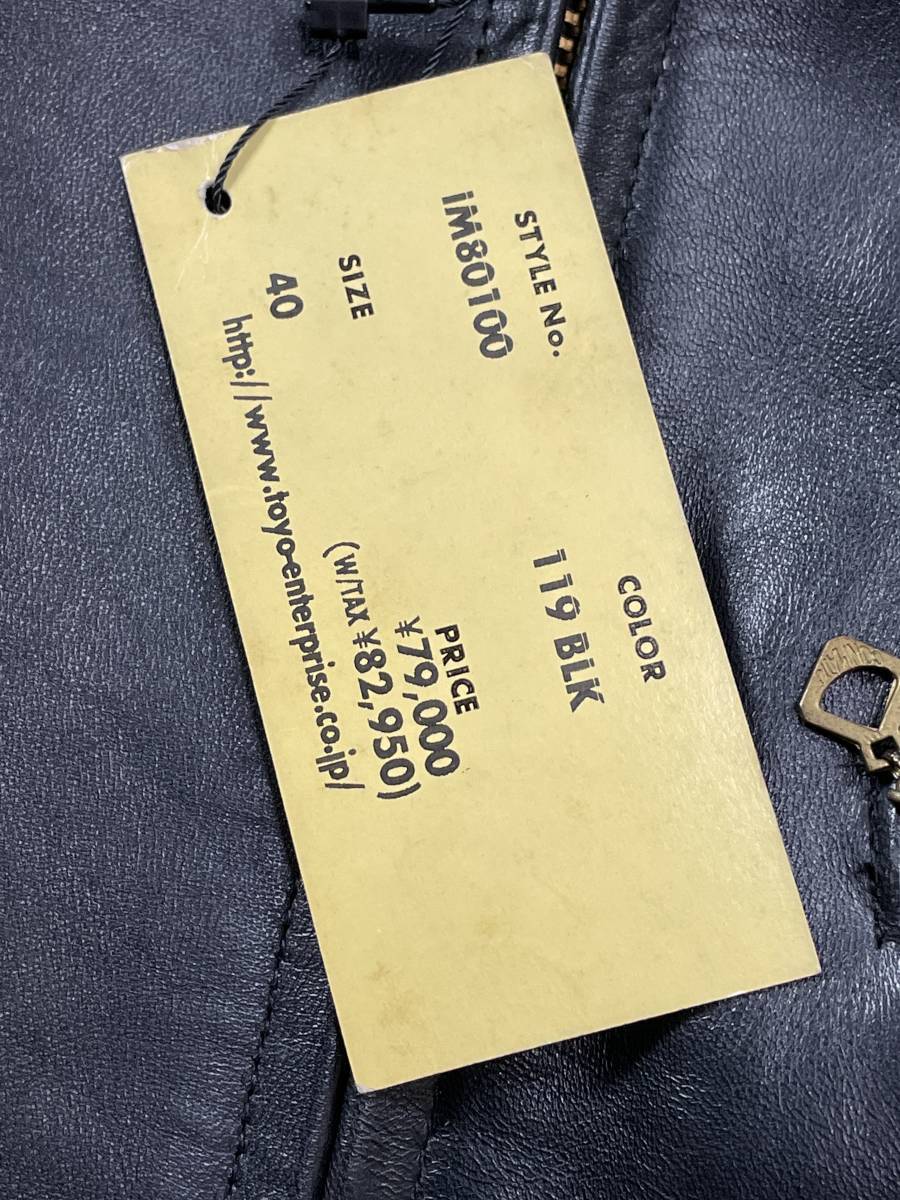 STYLE No.
IM80100
COLOR
119 BLK
SIZE
40
PRICE
¥79,000
(W/TAX ¥82,950)
http://www.toyo-enterprise.co.jp/